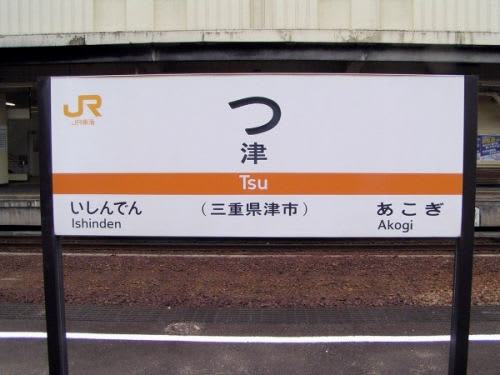 JR
JR東海
つ
津
Tsu
いしんでん
Ishinden
（三重県津市）
あこぎ
Akogi